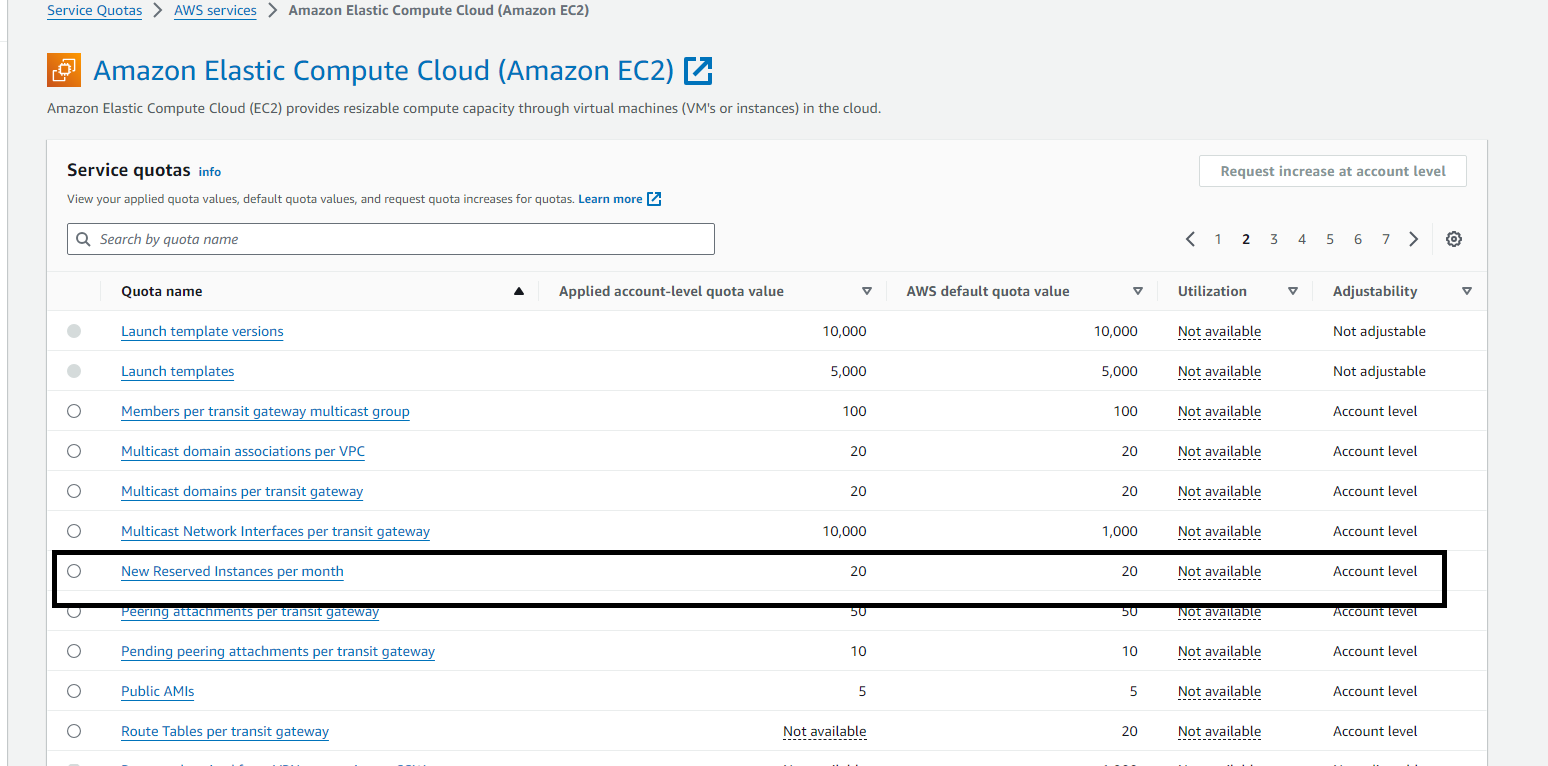 Service Quotas > AWS services > Amazon Elastic Compute Cloud (Amazon EC2)
Amazon Elastic Compute Cloud (Amazon EC2)
Amazon Elastic Compute Cloud (EC2) provides resizable compute capacity through virtual machines (VM's or instances) in the cloud.
Service quotas info
Request increase at account level
View your applied quota values, default quota values, and request quota increases for quotas. Learn more
Search by quota name
1 2 3 4 5 6 7
Quota name Applied account-level quota value AWS default quota value Utilization Adjustability
Launch template versions 10,000 10,000 Not available Not adjustable
Launch templates 5,000 5,000 Not available Not adjustable
Members per transit gateway multicast group 100 100 Not available Account level
Multicast domain associations per VPC 20 20 Not available Account level
Multicast domains per transit gateway 20 20 Not available Account level
Multicast Network Interfaces per transit gateway 10,000 1,000 Not available Account level
New Reserved Instances per month 20 20 Not available Account level
Peering attachments per transit gateway 50 50 Not available Account level
Pending peering attachments per transit gateway 10 10 Not available Account level
Public AMIs 5 5 Not available Account level
Route Tables per transit gateway Not available 20 Not available Account level